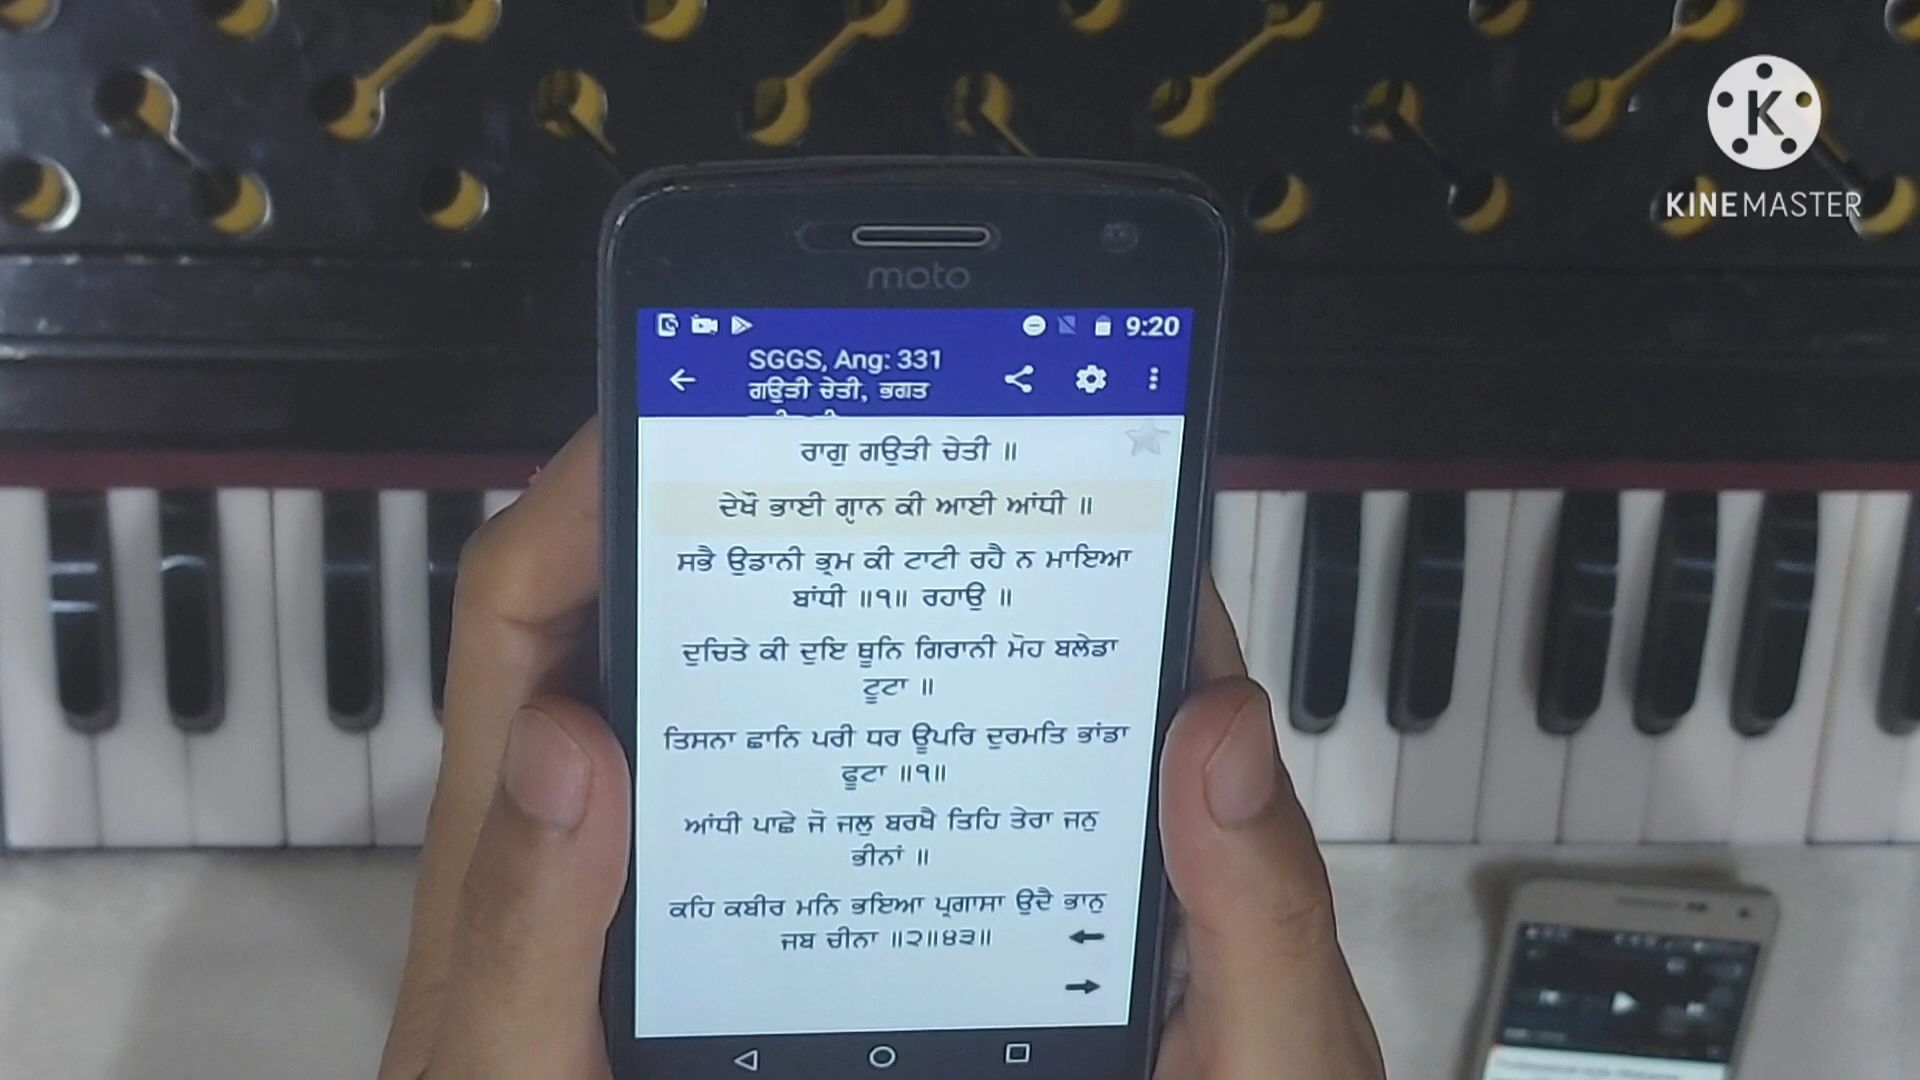 K
KINEMASTER
moto
9:20
SGGS, Ang: 331
ਗਉੜੀ ਚੇਤੀ, ਭਗਤ
ਰਾਗੁ ਗਉੜੀ ਚੇਤੀ ॥
ਦੇਖੌ ਭਾਈ ਗੵਾਨ ਕੀ ਆਈ ਆਂਧੀ ॥
ਸਭੈ ਉਡਾਨੀ ਭ੍ਰਮ ਕੀ ਟਾਟੀ ਰਹੈ ਨ ਮਾਇਆ
ਬਾਂਧੀ ॥੧॥ ਰਹਾਉ ॥
ਦੁਚਿਤੇ ਕੀ ਦੁਇ ਥੂਨਿ ਗਿਰਾਨੀ ਮੋਹ ਬਲੇਡਾ
ਟੂਟਾ ॥
ਤਿਸਨਾ ਛਾਨਿ ਪਰੀ ਧਰ ਊਪਰਿ ਦੁਰਮਤਿ ਭਾਂਡਾ
ਫੂਟਾ ॥੧॥
ਆਂਧੀ ਪਾਛੇ ਜੋ ਜਲੁ ਬਰਖੈ ਤਿਹਿ ਤੇਰਾ ਜਨੁ
ਭੀਨਾਂ ॥
ਕਹਿ ਕਬੀਰ ਮਨਿ ਭਇਆ ਪ੍ਰਗਾਸਾ ਉਦੈ ਭਾਨੁ
ਜਬ ਚੀਨਾ ॥੨॥੪੩॥